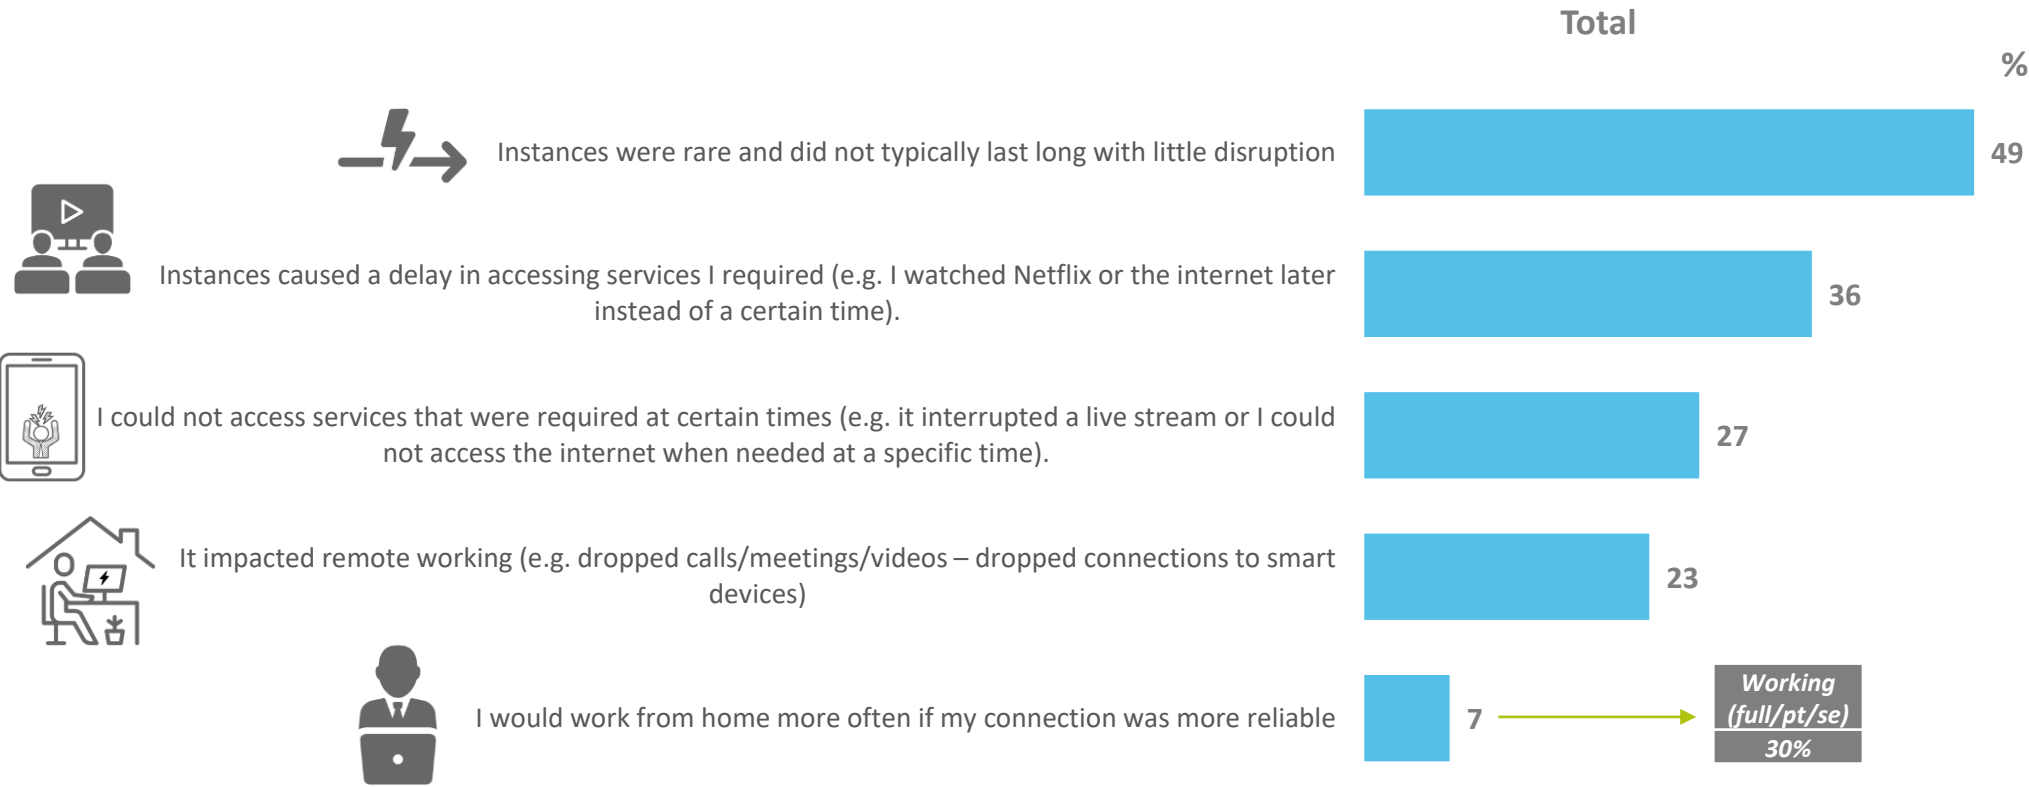 Total
%
Instances were rare and did not typically last long with little disruption
49
Instances caused a delay in accessing services I required (e.g. I watched Netflix or the internet later
instead of a certain time).
36
I could not access services that were required at certain times (e.g. it interrupted a live stream or I could
not access the internet when needed at a specific time).
27
It impacted remote working (e.g. dropped calls/meetings/videos – dropped connections to smart
devices)
23
I would work from home more often if my connection was more reliable
7
Working
(full/pt/se)
30%